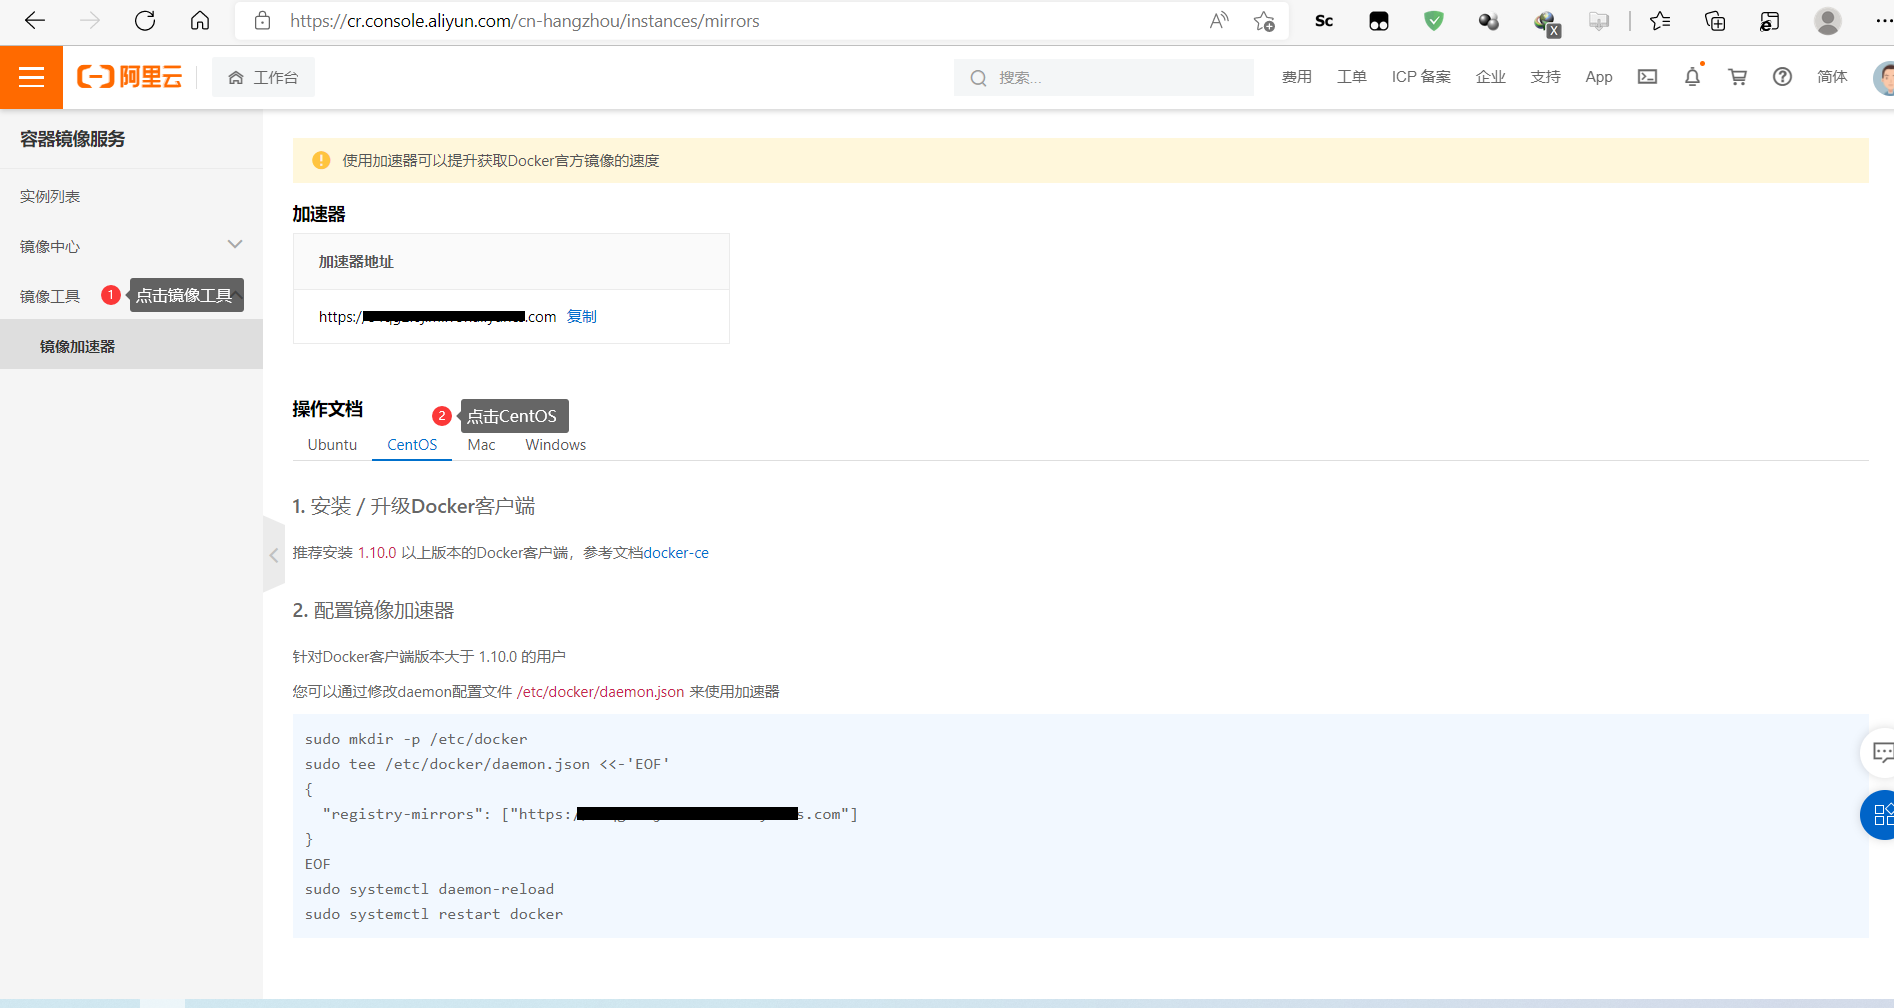 https://cr.console.aliyun.com/cn-hangzhou/instances/mirrors
Sc
X
阿里云
工作台
搜索...
费用
工单
ICP 备案
企业
支持
App
简体
容器镜像服务
实例列表
镜像中心
镜像工具
1 点击镜像工具
镜像加速器
使用加速器可以提升获取Docker官方镜像的速度
加速器
加速器地址
https:/ .com 复制
操作文档
2 点击CentOS
Ubuntu CentOS Mac Windows
1. 安装 / 升级Docker客户端
推荐安装 1.10.0 以上版本的Docker客户端，参考文档docker-ce
2. 配置镜像加速器
针对Docker客户端版本大于 1.10.0 的用户
您可以通过修改daemon配置文件 /etc/docker/daemon.json 来使用加速器
sudo mkdir -p /etc/docker
sudo tee /etc/docker/daemon.json <<-'EOF'
{
"registry-mirrors": ["https:/ s.com"]
}
EOF
sudo systemctl daemon-reload
sudo systemctl restart docker